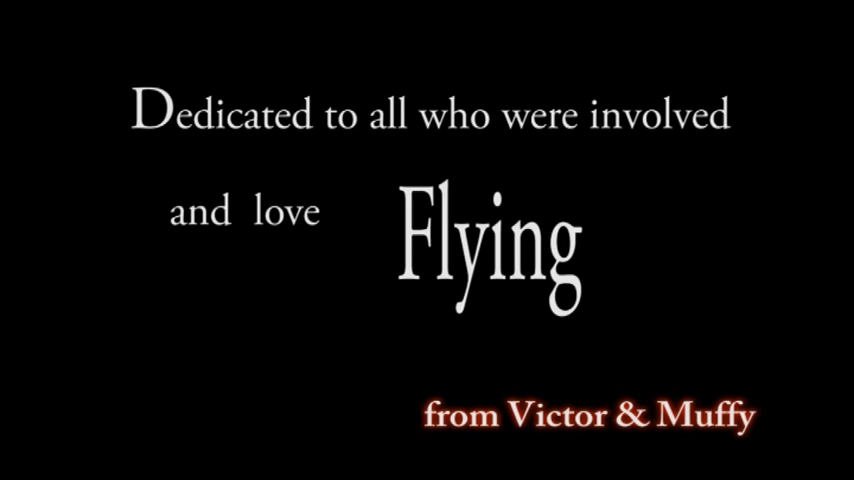 Dedicated to all who were involved
and love Flying
from Victor & Muffy